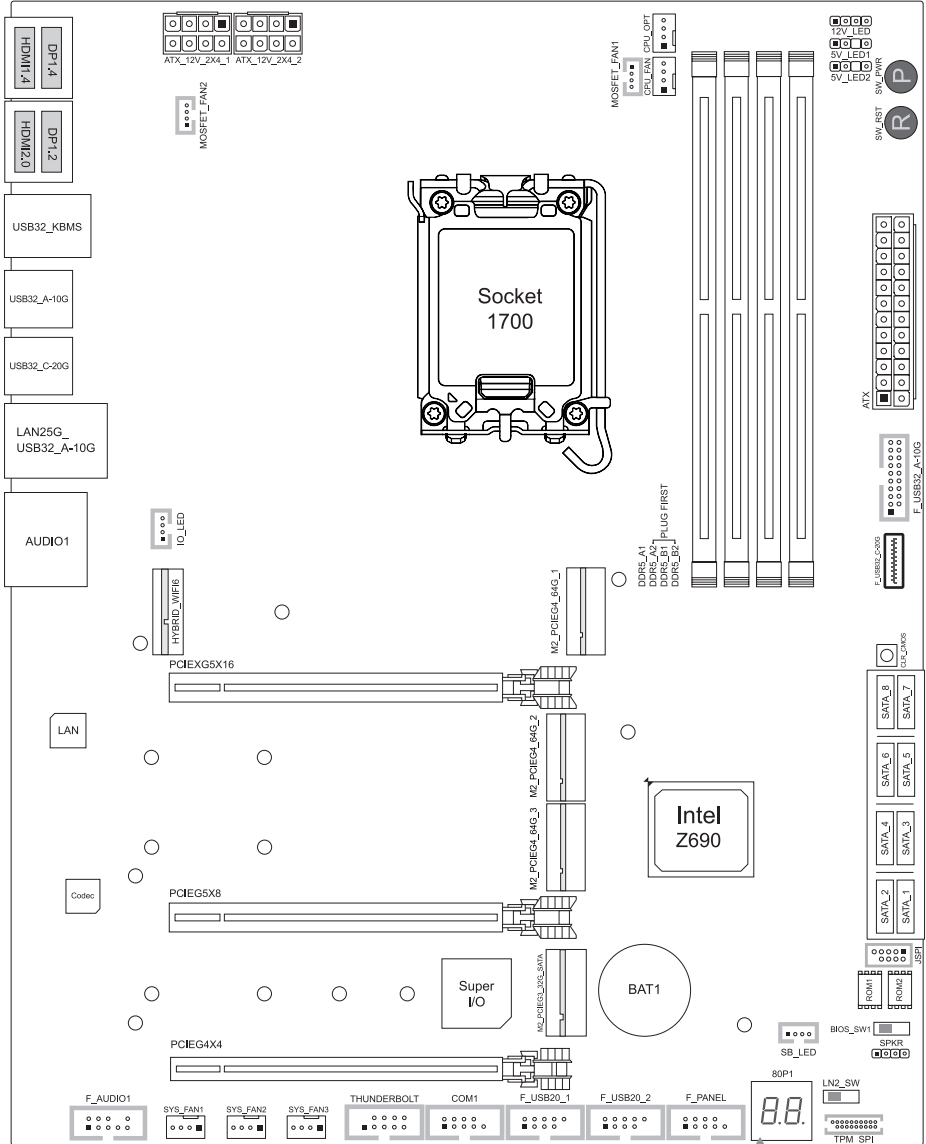 HDMI1.4
DP1.4
ATX_12V_2X4_1
ATX_12V_2X4_2
MOSFET_FAN2
MOSFET_FAN1
CPU_OPT
CPU_FAN
12V_LED
5V_LED1
5V_LED2
SW_PWR
P
SW_RST
R
HDMI2.0
DP1.2
USB32_KBMS
USB32_A-10G
USB32_C-20G
LAN25G_
USB32_A-10G
AUDIO1
Socket
1700
ATX
F_USB32_A-10G
F_USB32_C-20G
IO_LED
HYBRID_WIFI6
DDR5_A1
DDR5_A2
DDR5_B1
DDR5_B2
PLUG FIRST
M2_PCIEG4_64G_1
CLR_CMOS
PCIEXG5X16
SATA_8
SATA_7
LAN
M2_PCIEG4_64G_2
SATA_6
SATA_5
Intel
Z690
M2_PCIEG4_64G_3
SATA_4
SATA_3
Codec
PCIEG5X8
SATA_2
SATA_1
JSPI
Super
I/O
M2_PCIEG3_32G_SATA
BAT1
ROM1
ROM2
BIOS_SW1
SPKR
SB_LED
PCIEG4X4
80P1
LN2_SW
F_AUDIO1
SYS_FAN1
SYS_FAN2
SYS_FAN3
THUNDERBOLT
COM1
F_USB20_1
F_USB20_2
F_PANEL
8.8.
TPM_SPI